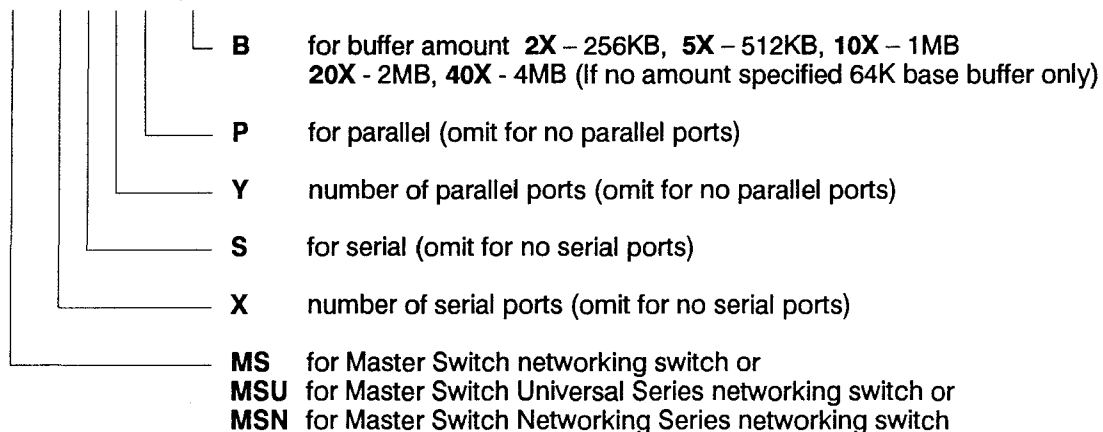 B for buffer amount 2X – 256KB, 5X – 512KB, 10X – 1MB
20X - 2MB, 40X - 4MB (If no amount specified 64K base buffer only)
P for parallel (omit for no parallel ports)
Y number of parallel ports (omit for no parallel ports)
S for serial (omit for no serial ports)
X number of serial ports (omit for no serial ports)
MS for Master Switch networking switch or
MSU for Master Switch Universal Series networking switch or
MSN for Master Switch Networking Series networking switch